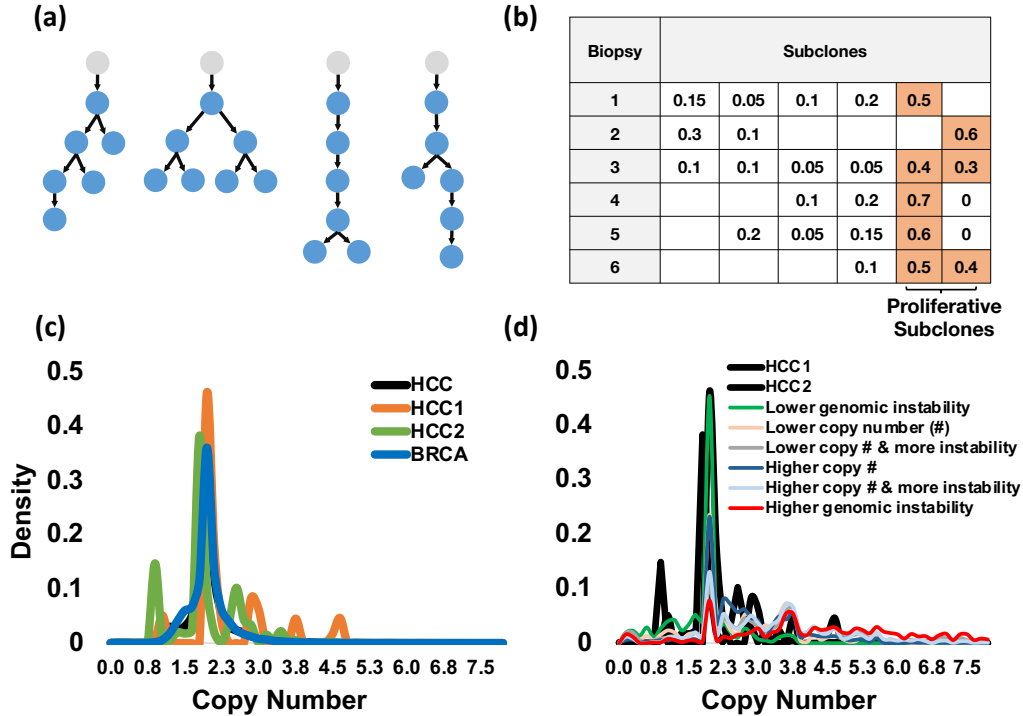 (a)
(b)
Biopsy Subclones
1 0.15 0.05 0.1 0.2 0.5
2 0.3 0.1 0.6
3 0.1 0.1 0.05 0.05 0.4 0.3
4 0.1 0.2 0.7 0
5 0.2 0.05 0.15 0.6 0
6 0.1 0.5 0.4
Proliferative
Subclones
(c)
0.5
0.4
0.3
0.2
0.1
0
Density
HCC
HCC1
HCC2
BRCA
0.0 0.8 1.5 2.3 3.0 3.8 4.5 5.3 6.0 6.8 7.5
Copy Number
(d)
0.5
0.4
0.3
0.2
0.1
0
HCC1
HCC2
Lower genomic instability
Lower copy number (#)
Lower copy # & more instability
Higher copy #
Higher copy # & more instability
Higher genomic instability
0.0 0.8 1.5 2.3 3.0 3.8 4.5 5.3 6.0 6.8 7.5
Copy Number